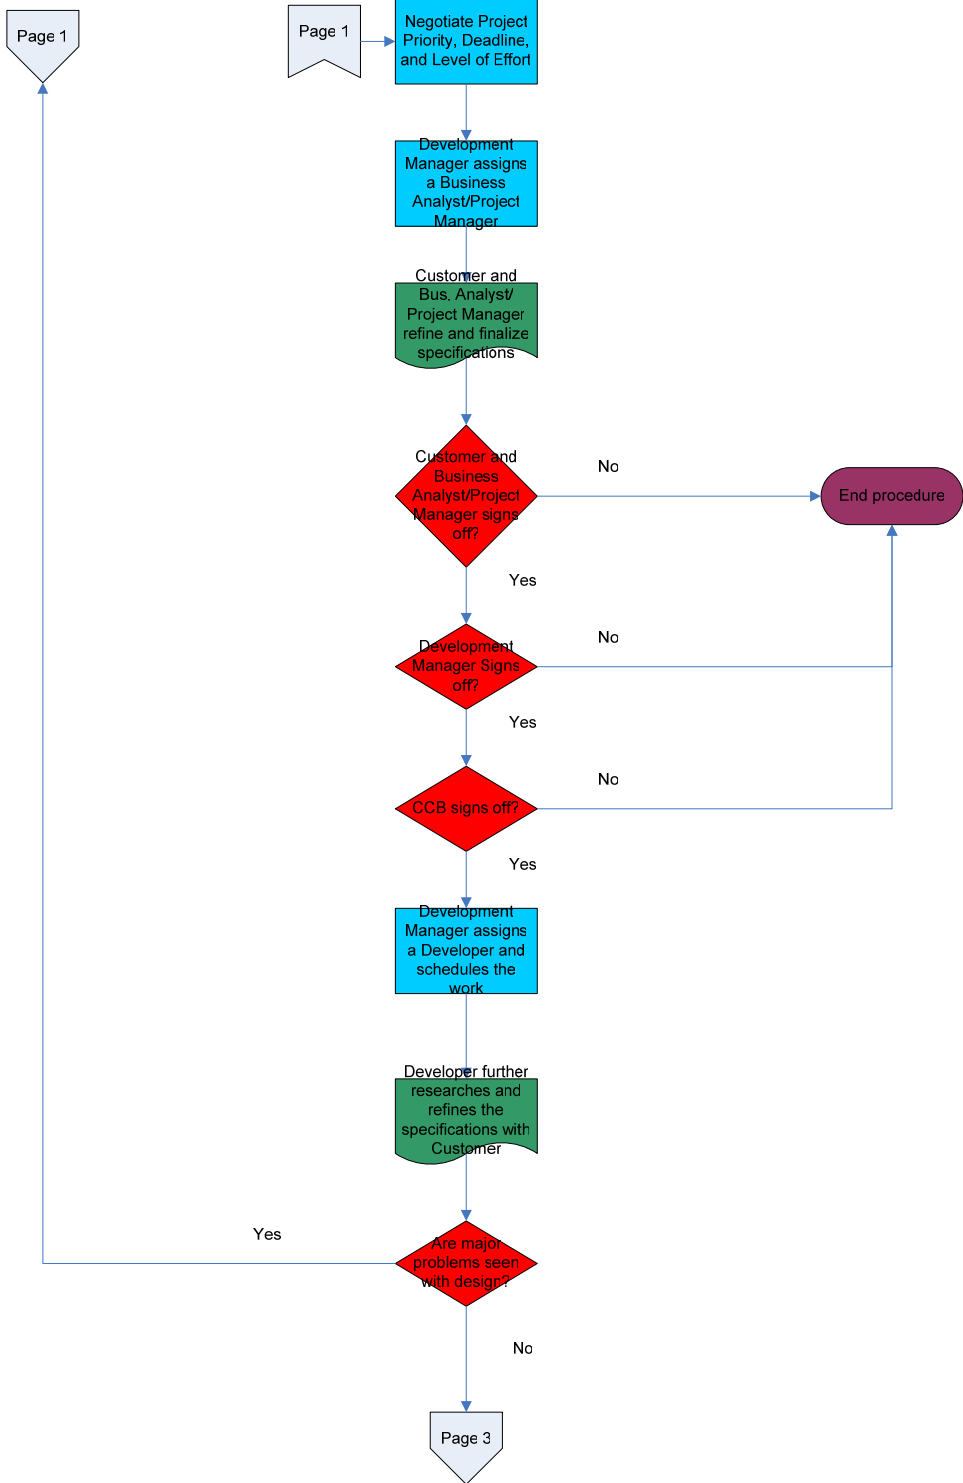 Page 1
Page 1
Negotiate Project
Priority, Deadline,
and Level of Effort
Development
Manager assigns
a Business
Analyst/Project
Manager
Customer and
Bus. Analyst/
Project Manager
refine and finalize
specifications
Customer and
Business
Analyst/Project
Manager signs
off?
No
End procedure
Yes
Development
Manager Signs
off?
No
Yes
CCB signs off?
No
Yes
Development
Manager assigns
a Developer and
schedules the
work
Developer further
researches and
refines the
specifications with
Customer
Are major
problems seen
with design?
Yes
No
Page 3